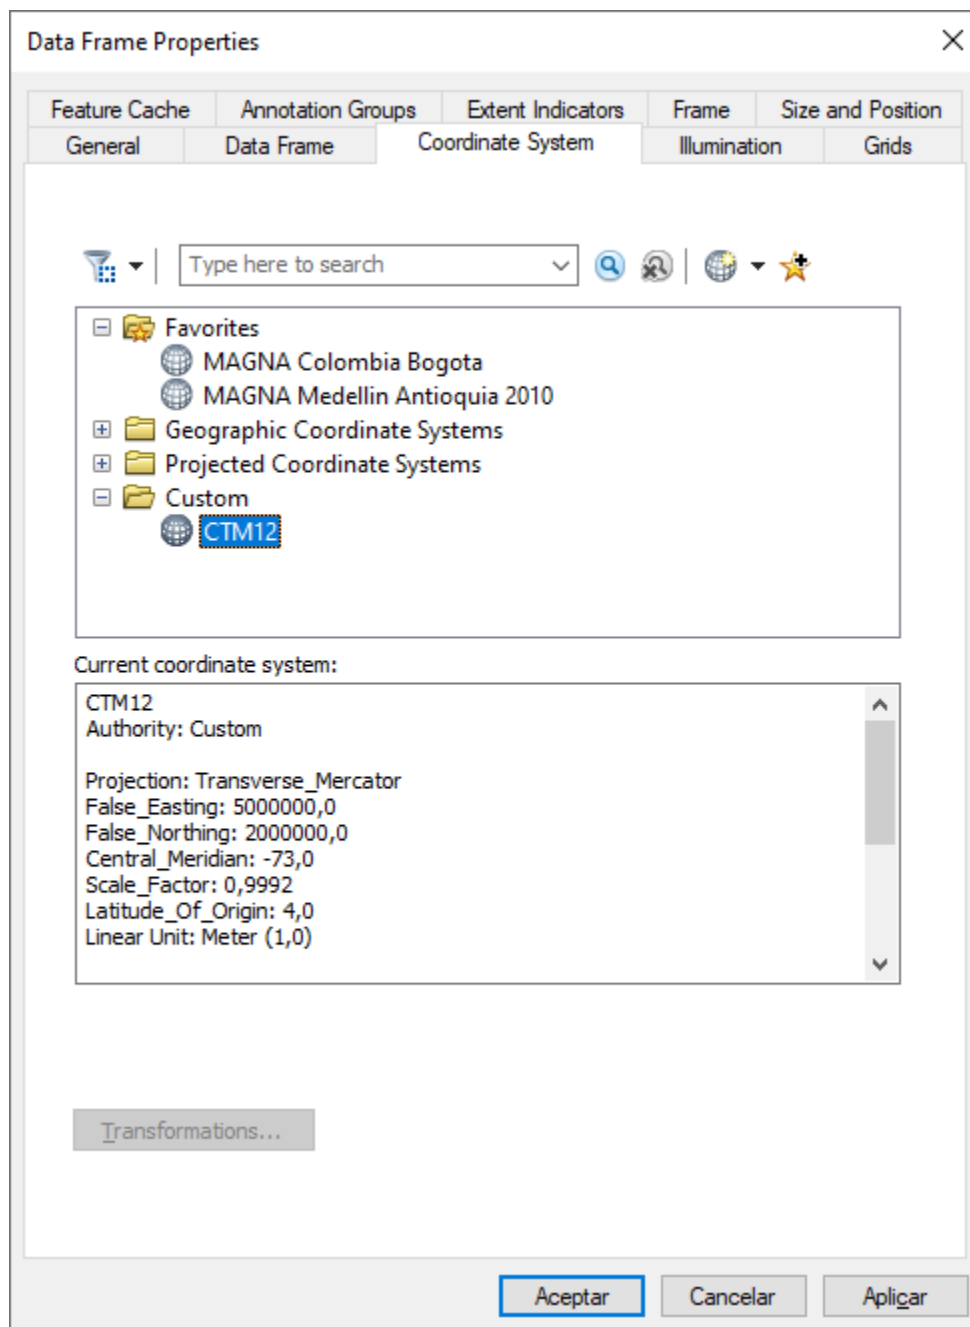 Data Frame Properties
Feature Cache Annotation Groups Extent Indicators Frame Size and Position
General Data Frame Coordinate System Illumination Grids
Type here to search
Favorites
MAGNA Colombia Bogota
MAGNA Medellin Antioquia 2010
Geographic Coordinate Systems
Projected Coordinate Systems
Custom
CTM12
Current coordinate system:
CTM12
Authority: Custom
Projection: Transverse_Mercator
False_Easting: 5000000,0
False_Northing: 2000000,0
Central_Meridian: -73,0
Scale_Factor: 0,9992
Latitude_Of_Origin: 4,0
Linear Unit: Meter (1,0)
Transformations...
Aceptar Cancelar Aplicar